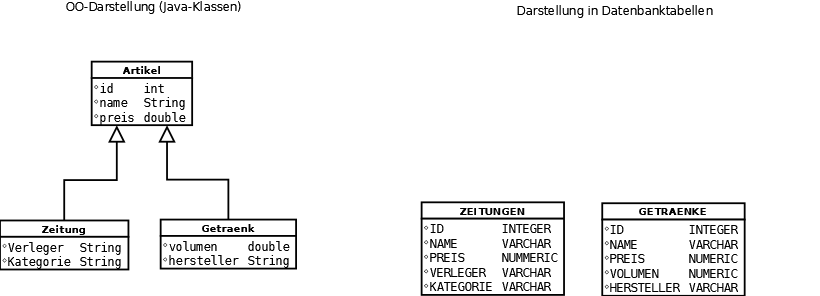 OO-Darstellung (Java-Klassen)
Darstellung in Datenbanktabellen
Artikel
id int
name String
preis double
Zeitung
Verleger String
Kategorie String
Getraenk
volumen double
hersteller String
ZEITUNGEN
ID INTEGER
NAME VARCHAR
PREIS NUMMERIC
VERLEGER VARCHAR
KATEGORIE VARCHAR
GETRAENKE
ID INTEGER
NAME VARCHAR
PREIS NUMERIC
VOLUMEN NUMERIC
HERSTELLER VARCHAR